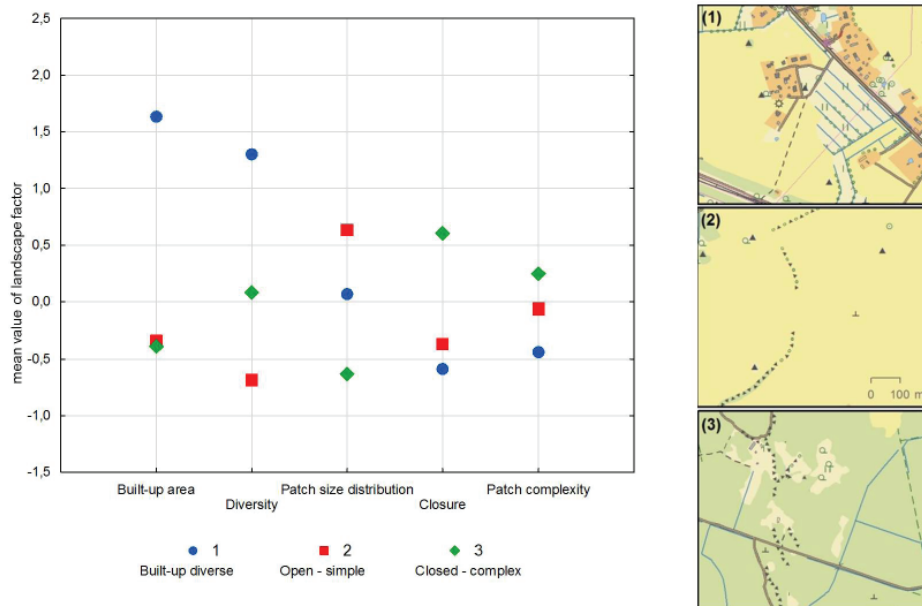 2,5
2,0
1,5
1,0
0,5
0,0
-0,5
-1,0
-1,5
mean value of landscape factor
Built-up area
Diversity
Patch size distribution
Closure
Patch complexity
1
Built-up diverse
2
Open - simple
3
Closed - complex
(1)
(2)
0 100 m
(3)